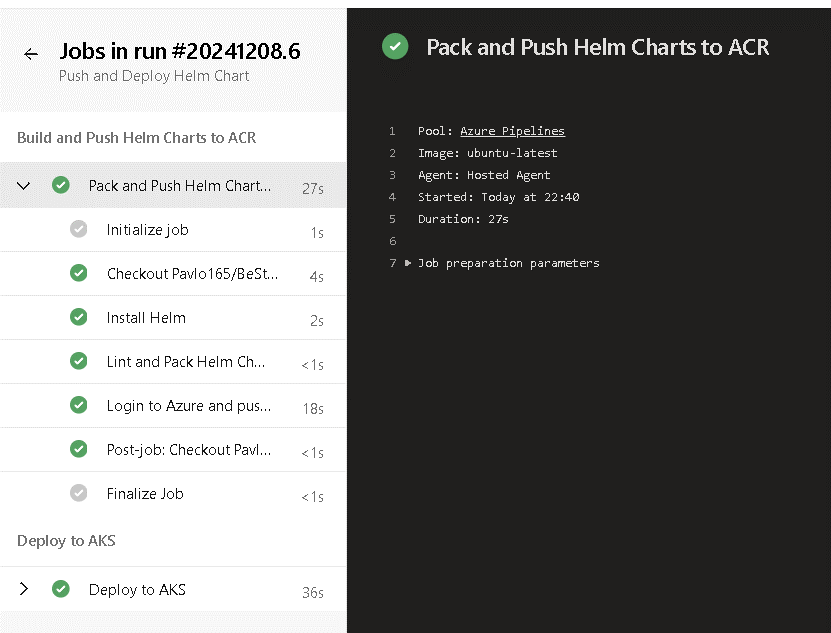 Jobs in run #20241208.6
Push and Deploy Helm Chart
Build and Push Helm Charts to ACR
Pack and Push Helm Chart... 27s
Initialize job 1s
Checkout Pavlo165/BeSt... 4s
Install Helm 2s
Lint and Pack Helm Ch... <1s
Login to Azure and pus... 18s
Post-job: Checkout Pavl... <1s
Finalize Job <1s
Deploy to AKS
Deploy to AKS 36s
Pack and Push Helm Charts to ACR
1 Pool: Azure Pipelines
2 Image: ubuntu-latest
3 Agent: Hosted Agent
4 Started: Today at 22:40
5 Duration: 27s
6
7 Job preparation parameters